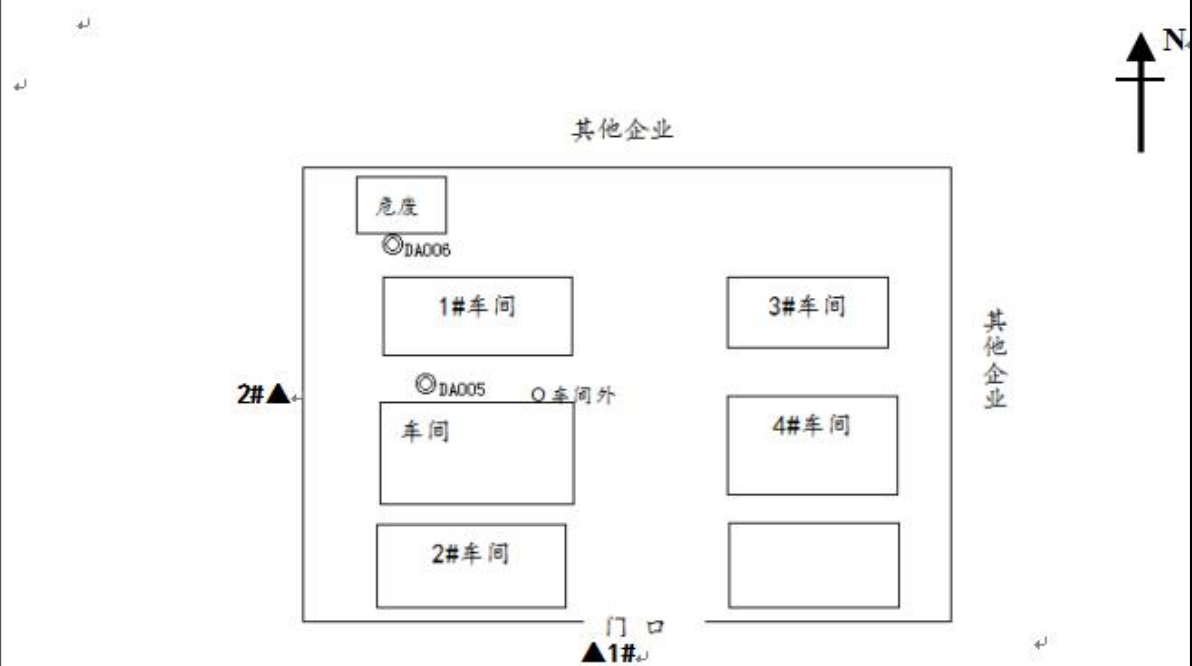 N
其他企业
危废
DA006
1#车间
3#车间
其他企业
2#▲
DA005
车间外
车间
4#车间
2#车间
门 口
▲1#